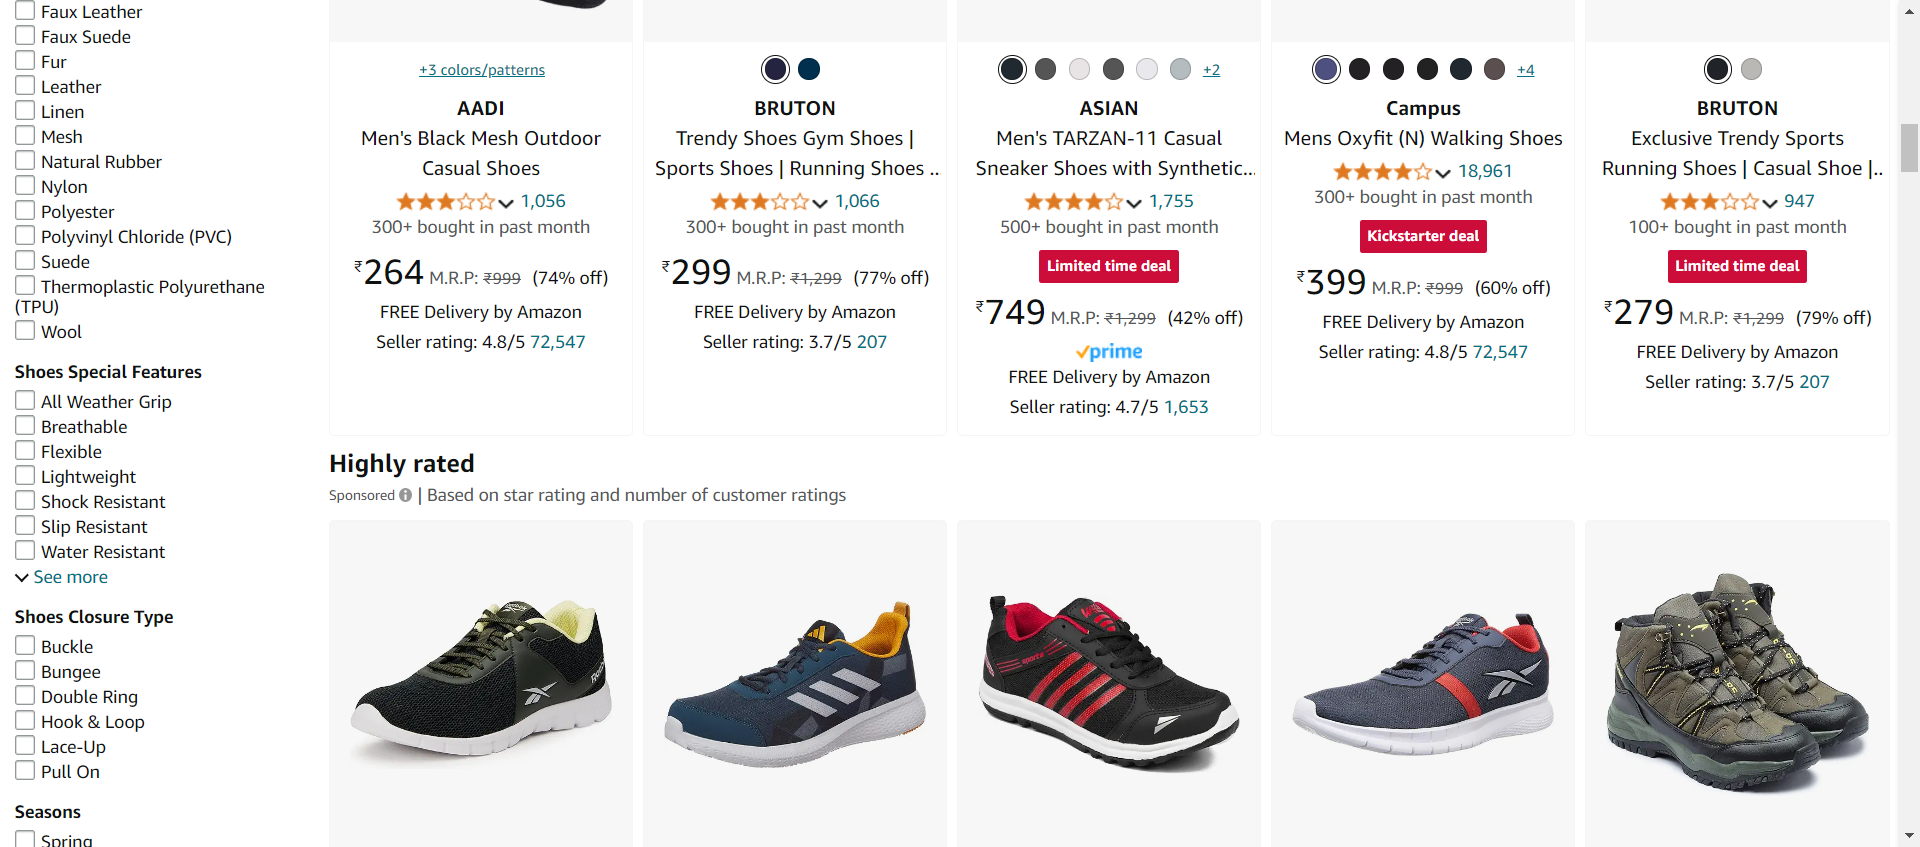 Faux Leather
Faux Suede
Fur
Leather
Linen
Mesh
Natural Rubber
Nylon
Polyester
Polyvinyl Chloride (PVC)
Suede
Thermoplastic Polyurethane
(TPU)
Wool
Shoes Special Features
All Weather Grip
Breathable
Flexible
Lightweight
Shock Resistant
Slip Resistant
Water Resistant
See more
Shoes Closure Type
Buckle
Bungee
Double Ring
Hook & Loop
Lace-Up
Pull On
Seasons
Spring
+3 colors/patterns
AADI
Men's Black Mesh Outdoor
Casual Shoes
1,056
300+ bought in past month
₹264 M.R.P: ₹999 (74% off)
FREE Delivery by Amazon
Seller rating: 4.8/5 72,547
BRUTON
Trendy Shoes Gym Shoes |
Sports Shoes | Running Shoes ..
1,066
300+ bought in past month
₹299 M.R.P: ₹1,299 (77% off)
FREE Delivery by Amazon
Seller rating: 3.7/5 207
+2
ASIAN
Men's TARZAN-11 Casual
Sneaker Shoes with Synthetic...
1,755
500+ bought in past month
Limited time deal
₹749 M.R.P: ₹1,299 (42% off)
prime
FREE Delivery by Amazon
Seller rating: 4.7/5 1,653
+4
Campus
Mens Oxyfit (N) Walking Shoes
18,961
300+ bought in past month
Kickstarter deal
₹399 M.R.P: ₹999 (60% off)
FREE Delivery by Amazon
Seller rating: 4.8/5 72,547
BRUTON
Exclusive Trendy Sports
Running Shoes | Casual Shoe |..
947
100+ bought in past month
Limited time deal
₹279 M.R.P: ₹1,299 (79% off)
FREE Delivery by Amazon
Seller rating: 3.7/5 207
Highly rated
Sponsored | Based on star rating and number of customer ratings